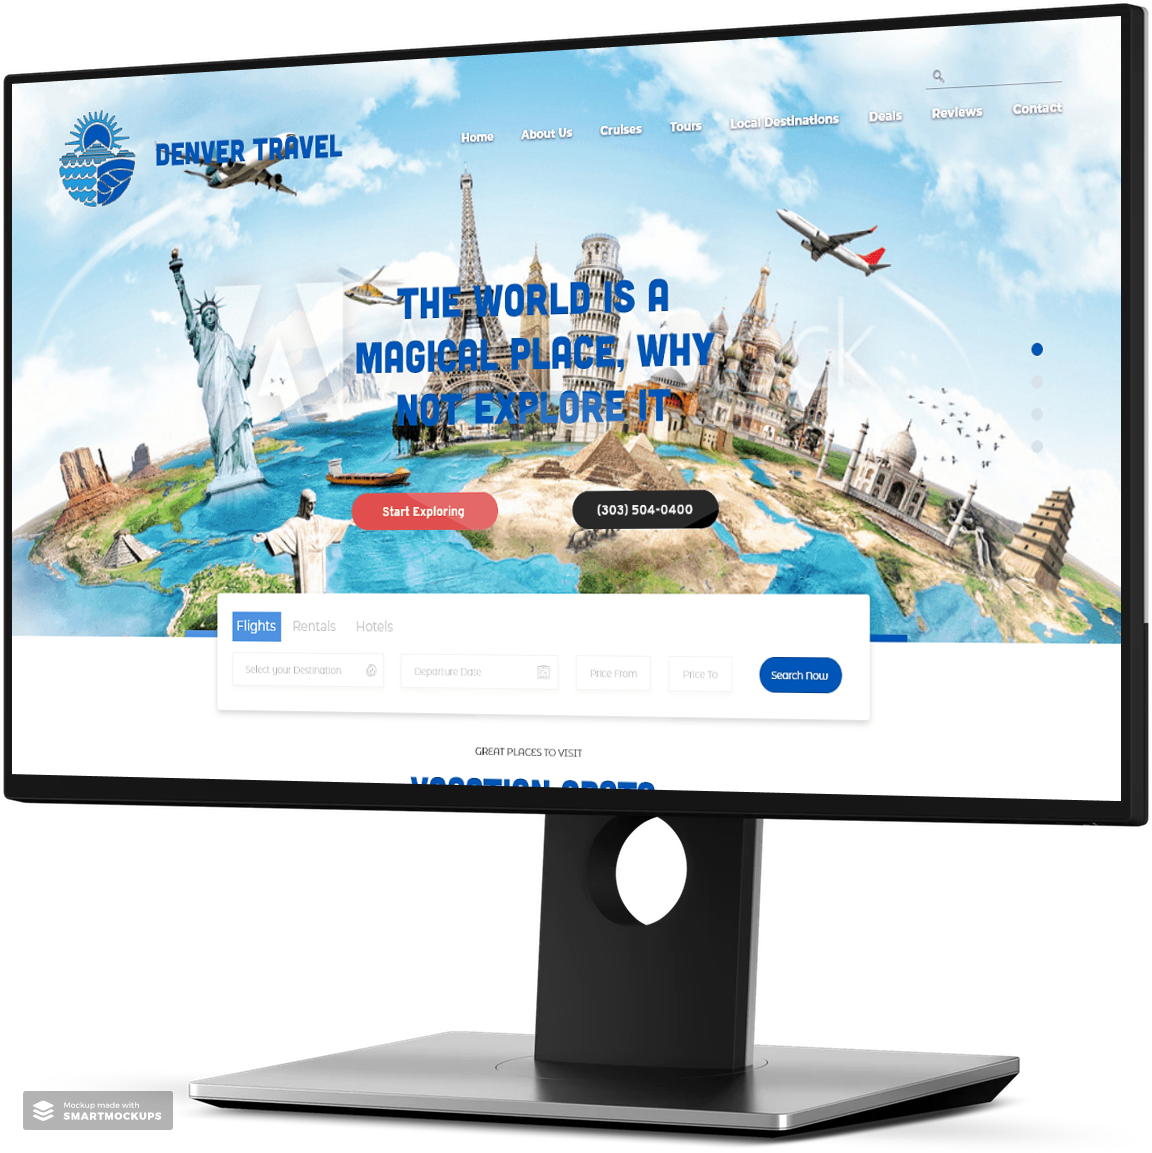 DENVER TRAVEL
Home
About Us
Cruises
Tours
Local Destinations
Deals
Reviews
Contact
THE WORLD IS A
MAGICAL PLACE, WHY
NOT EXPLORE IT
Start Exploring
(303) 504-0400
Flights
Rentals
Hotels
Select your Destination
Departure Date
Price From
Price To
Search Now
GREAT PLACES TO VISIT
VACATION SPOTS
Mockup made with
SMARTMOCKUPS